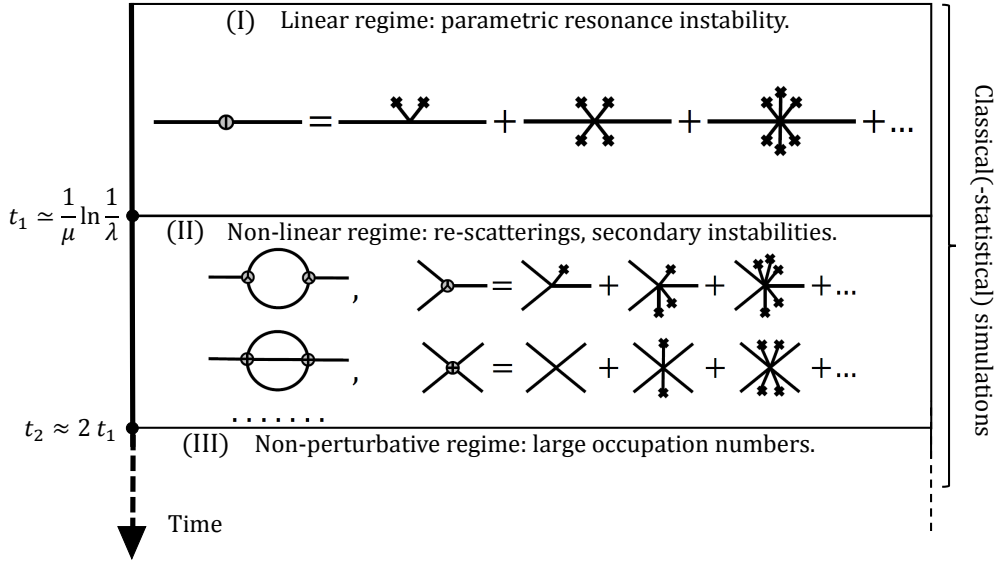 (I) Linear regime: parametric resonance instability.
= + + +...
t₁ ≃ 1/μ ln 1/λ
(II) Non-linear regime: re-scatterings, secondary instabilities.
, = + + +...
, = + + +...
.......
t₂ ≈ 2 t₁
(III) Non-perturbative regime: large occupation numbers.
Time
Classical(-statistical) simulations